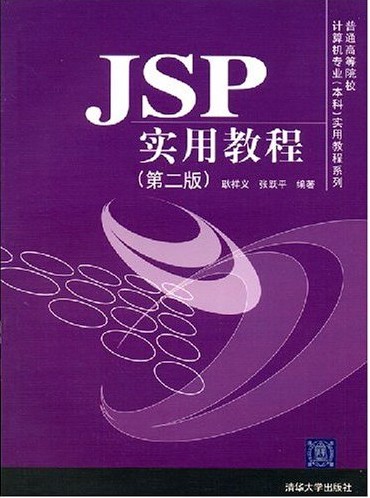 普通高等院校
计算机专业（本科）实用教程系列
JSP
实用教程
（第二版）
耿祥义 张跃平 编著
清华大学出版社